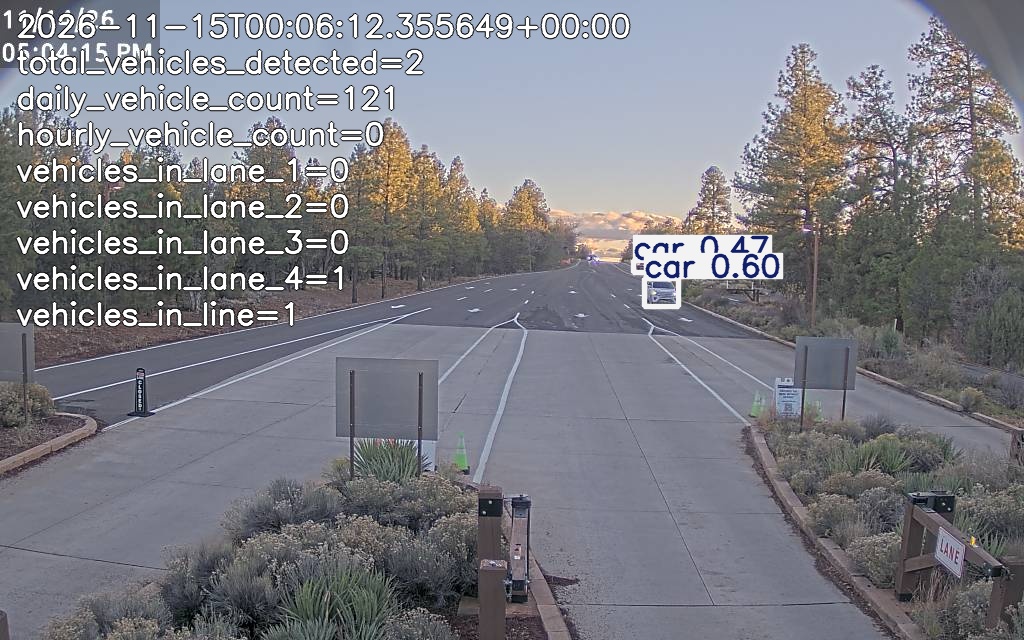 2026-11-15T00:06:12.355649+00:00
05:04:15 PM
total_vehicles_detected=2
daily_vehicle_count=121
hourly_vehicle_count=0
vehicles_in_lane_1=0
vehicles_in_lane_2=0
vehicles_in_lane_3=0
vehicles_in_lane_4=1
vehicles_in_line=1
car 0.47
car 0.60
LANE